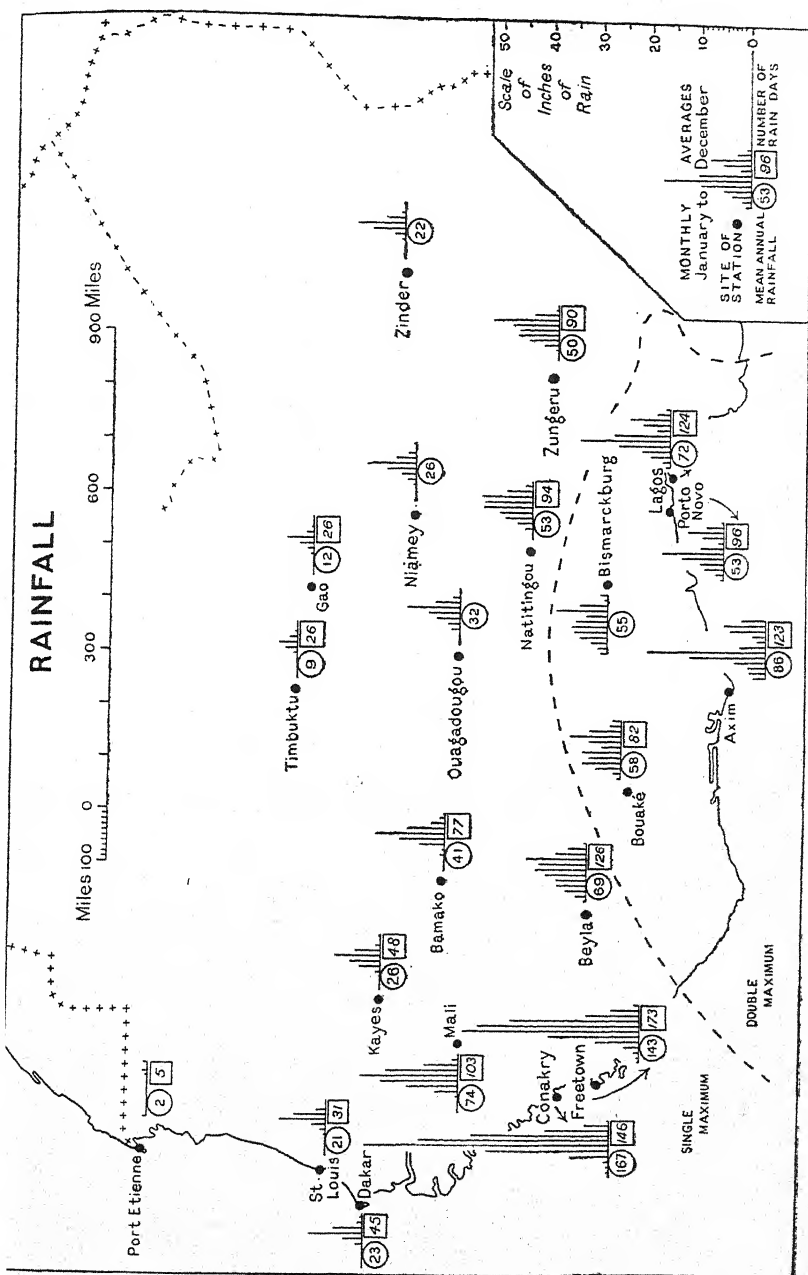 RAINFALL
Miles 100 0 300 600 900 Miles
Port Etienne
2 5
St.
Louis
21 31
Dakar
23 45
Kayes
26 48
Mali
74 103
Conakry
167 146
Freetown
143 173
Bamako
41 77
Beyla
69 126
Bouaké
58 82
Timbuktu
9 26
Gao
12 26
Ouagadougou
32
Niamey
26
Natitingou
53 94
Bismarckburg
55
Axim
86 123
Porto
Novo
53 96
Lagos
72 124
Zungeru
50 90
Zinder
22
SINGLE
MAXIMUM
DOUBLE
MAXIMUM
Scale
of
Inches
of
Rain
50
40
30
20
10
0
MONTHLY AVERAGES
January to December
SITE OF
STATION
53 96
MEAN ANNUAL
RAINFALL
NUMBER OF
RAIN DAYS